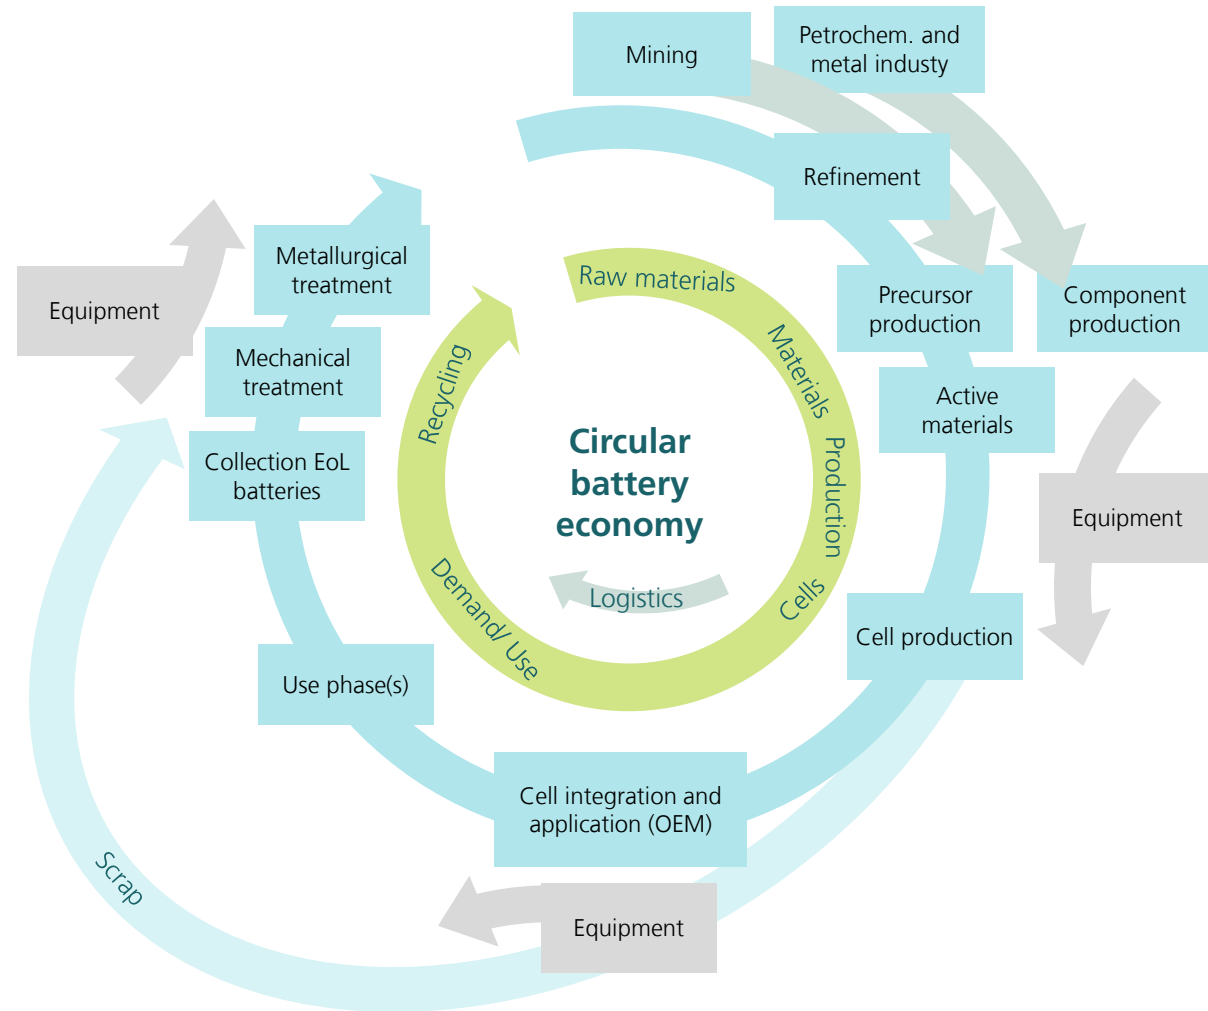 Mining
Petrochem. and
metal industy
Refinement
Metallurgical
treatment
Equipment
Raw materials
Precursor
production
Component
production
Mechanical
treatment
Materials
Recycling
Active
materials
Circular
battery
economy
Collection EoL
batteries
Production
Equipment
Logistics
Cells
Demand/ Use
Cell production
Use phase(s)
Cell integration and
application (OEM)
Scrap
Equipment